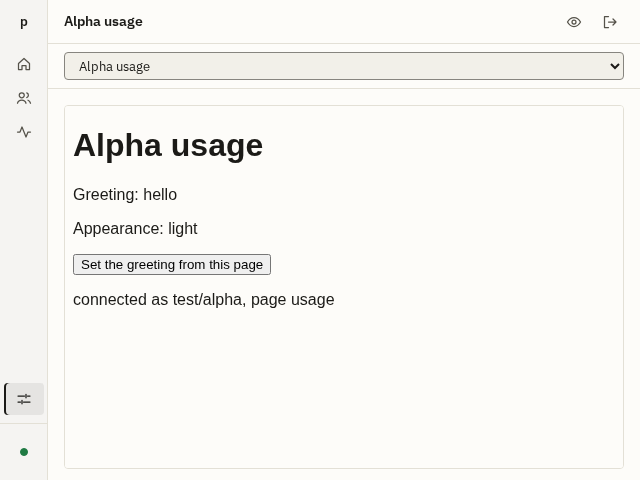 p
Alpha usage
Alpha usage
Alpha usage
Greeting: hello
Appearance: light
Set the greeting from this page
connected as test/alpha, page usage